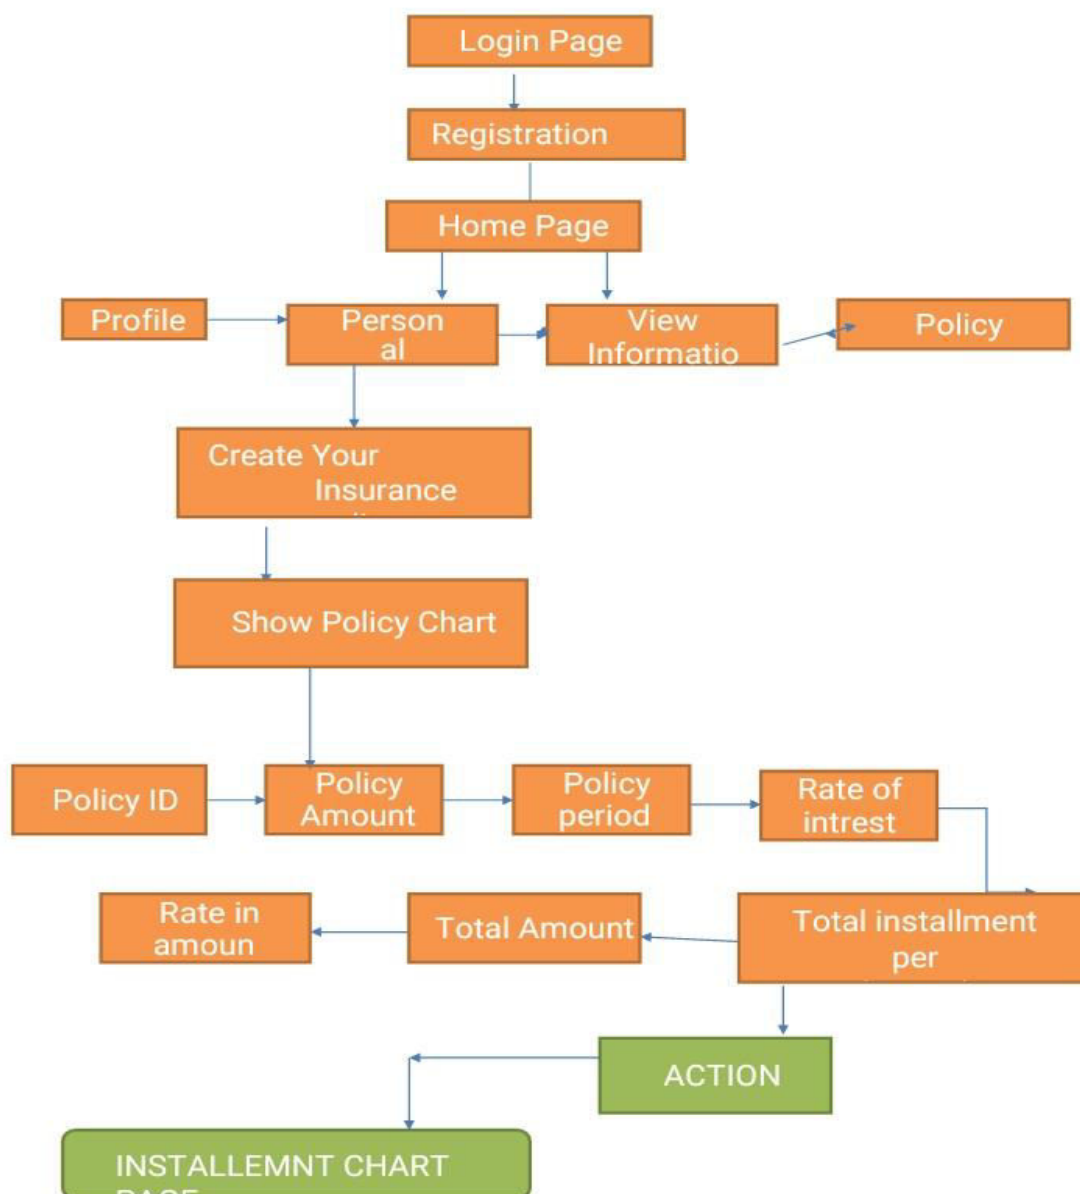 Login Page
Registration
Home Page
Profile
Person
al
View
Informatio
Policy
Create Your
Insurance
Show Policy Chart
Policy ID
Policy
Amount
Policy
period
Rate of
intrest
Rate in
amoun
Total Amount
Total installment
per
ACTION
INSTALLEMNT CHART